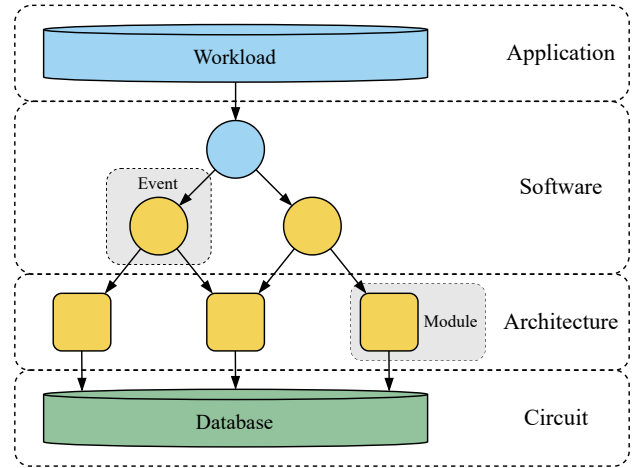 Workload
Application
Event
Software
Module
Architecture
Database
Circuit